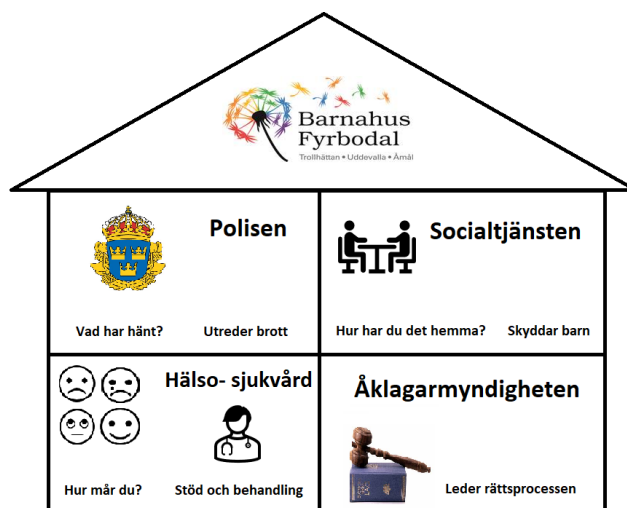 Barnahus
Fyrbodal
Trollhättan • Uddevalla • Åmål
Polisen
Vad har hänt? Utreder brott
Socialtjänsten
Hur har du det hemma? Skyddar barn
Hälso- sjukvård
Hur mår du? Stöd och behandling
Åklagarmyndigheten
Leder rättsprocessen